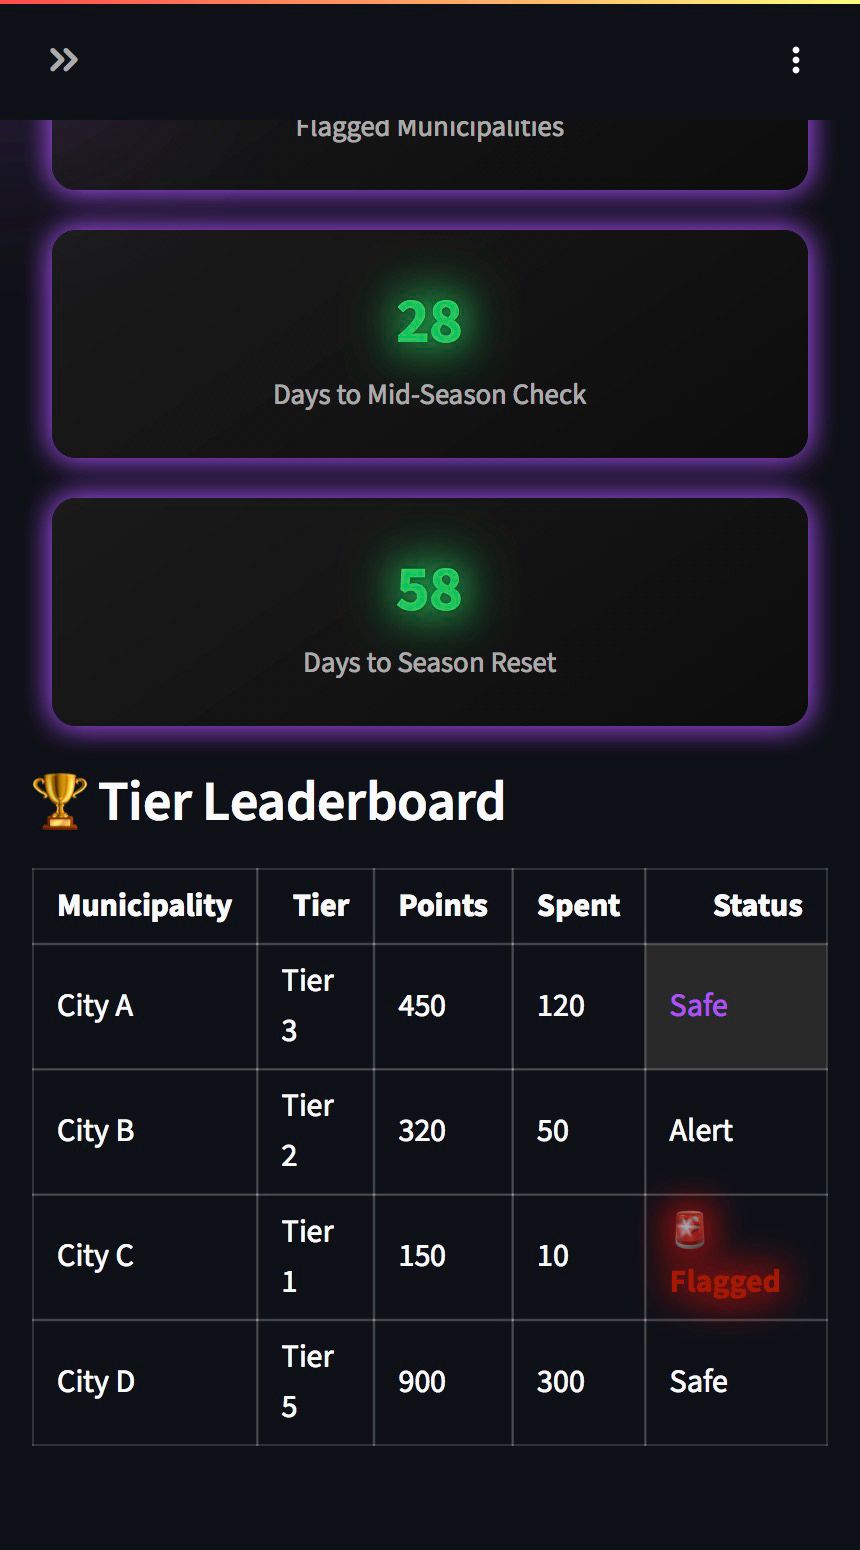 Flagged Municipalities
28
Days to Mid-Season Check
58
Days to Season Reset
🏆 Tier Leaderboard
Municipality Tier Points Spent Status
City A Tier 3 450 120 Safe
City B Tier 2 320 50 Alert
City C Tier 1 150 10 🚨 Flagged
City D Tier 5 900 300 Safe